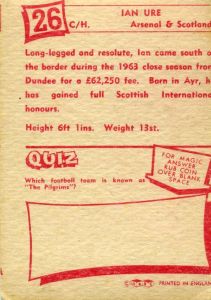 26
C/H.
IAN URE
Arsenal & Scotland
Long-legged and resolute, Ian came south o
the border during the 1963 close season from
Dundee for a £62,250 fee. Born in Ayr, h
has gained full Scottish Internationa
honours.
Height 6ft 1ins. Weight 13st.
QUIZ
Which football team is known as
"The Pilgrims"?
FOR MAGIC
ANSWER
RUB COIN
OVER BLANK
SPACE
PRINTED IN ENGLAN